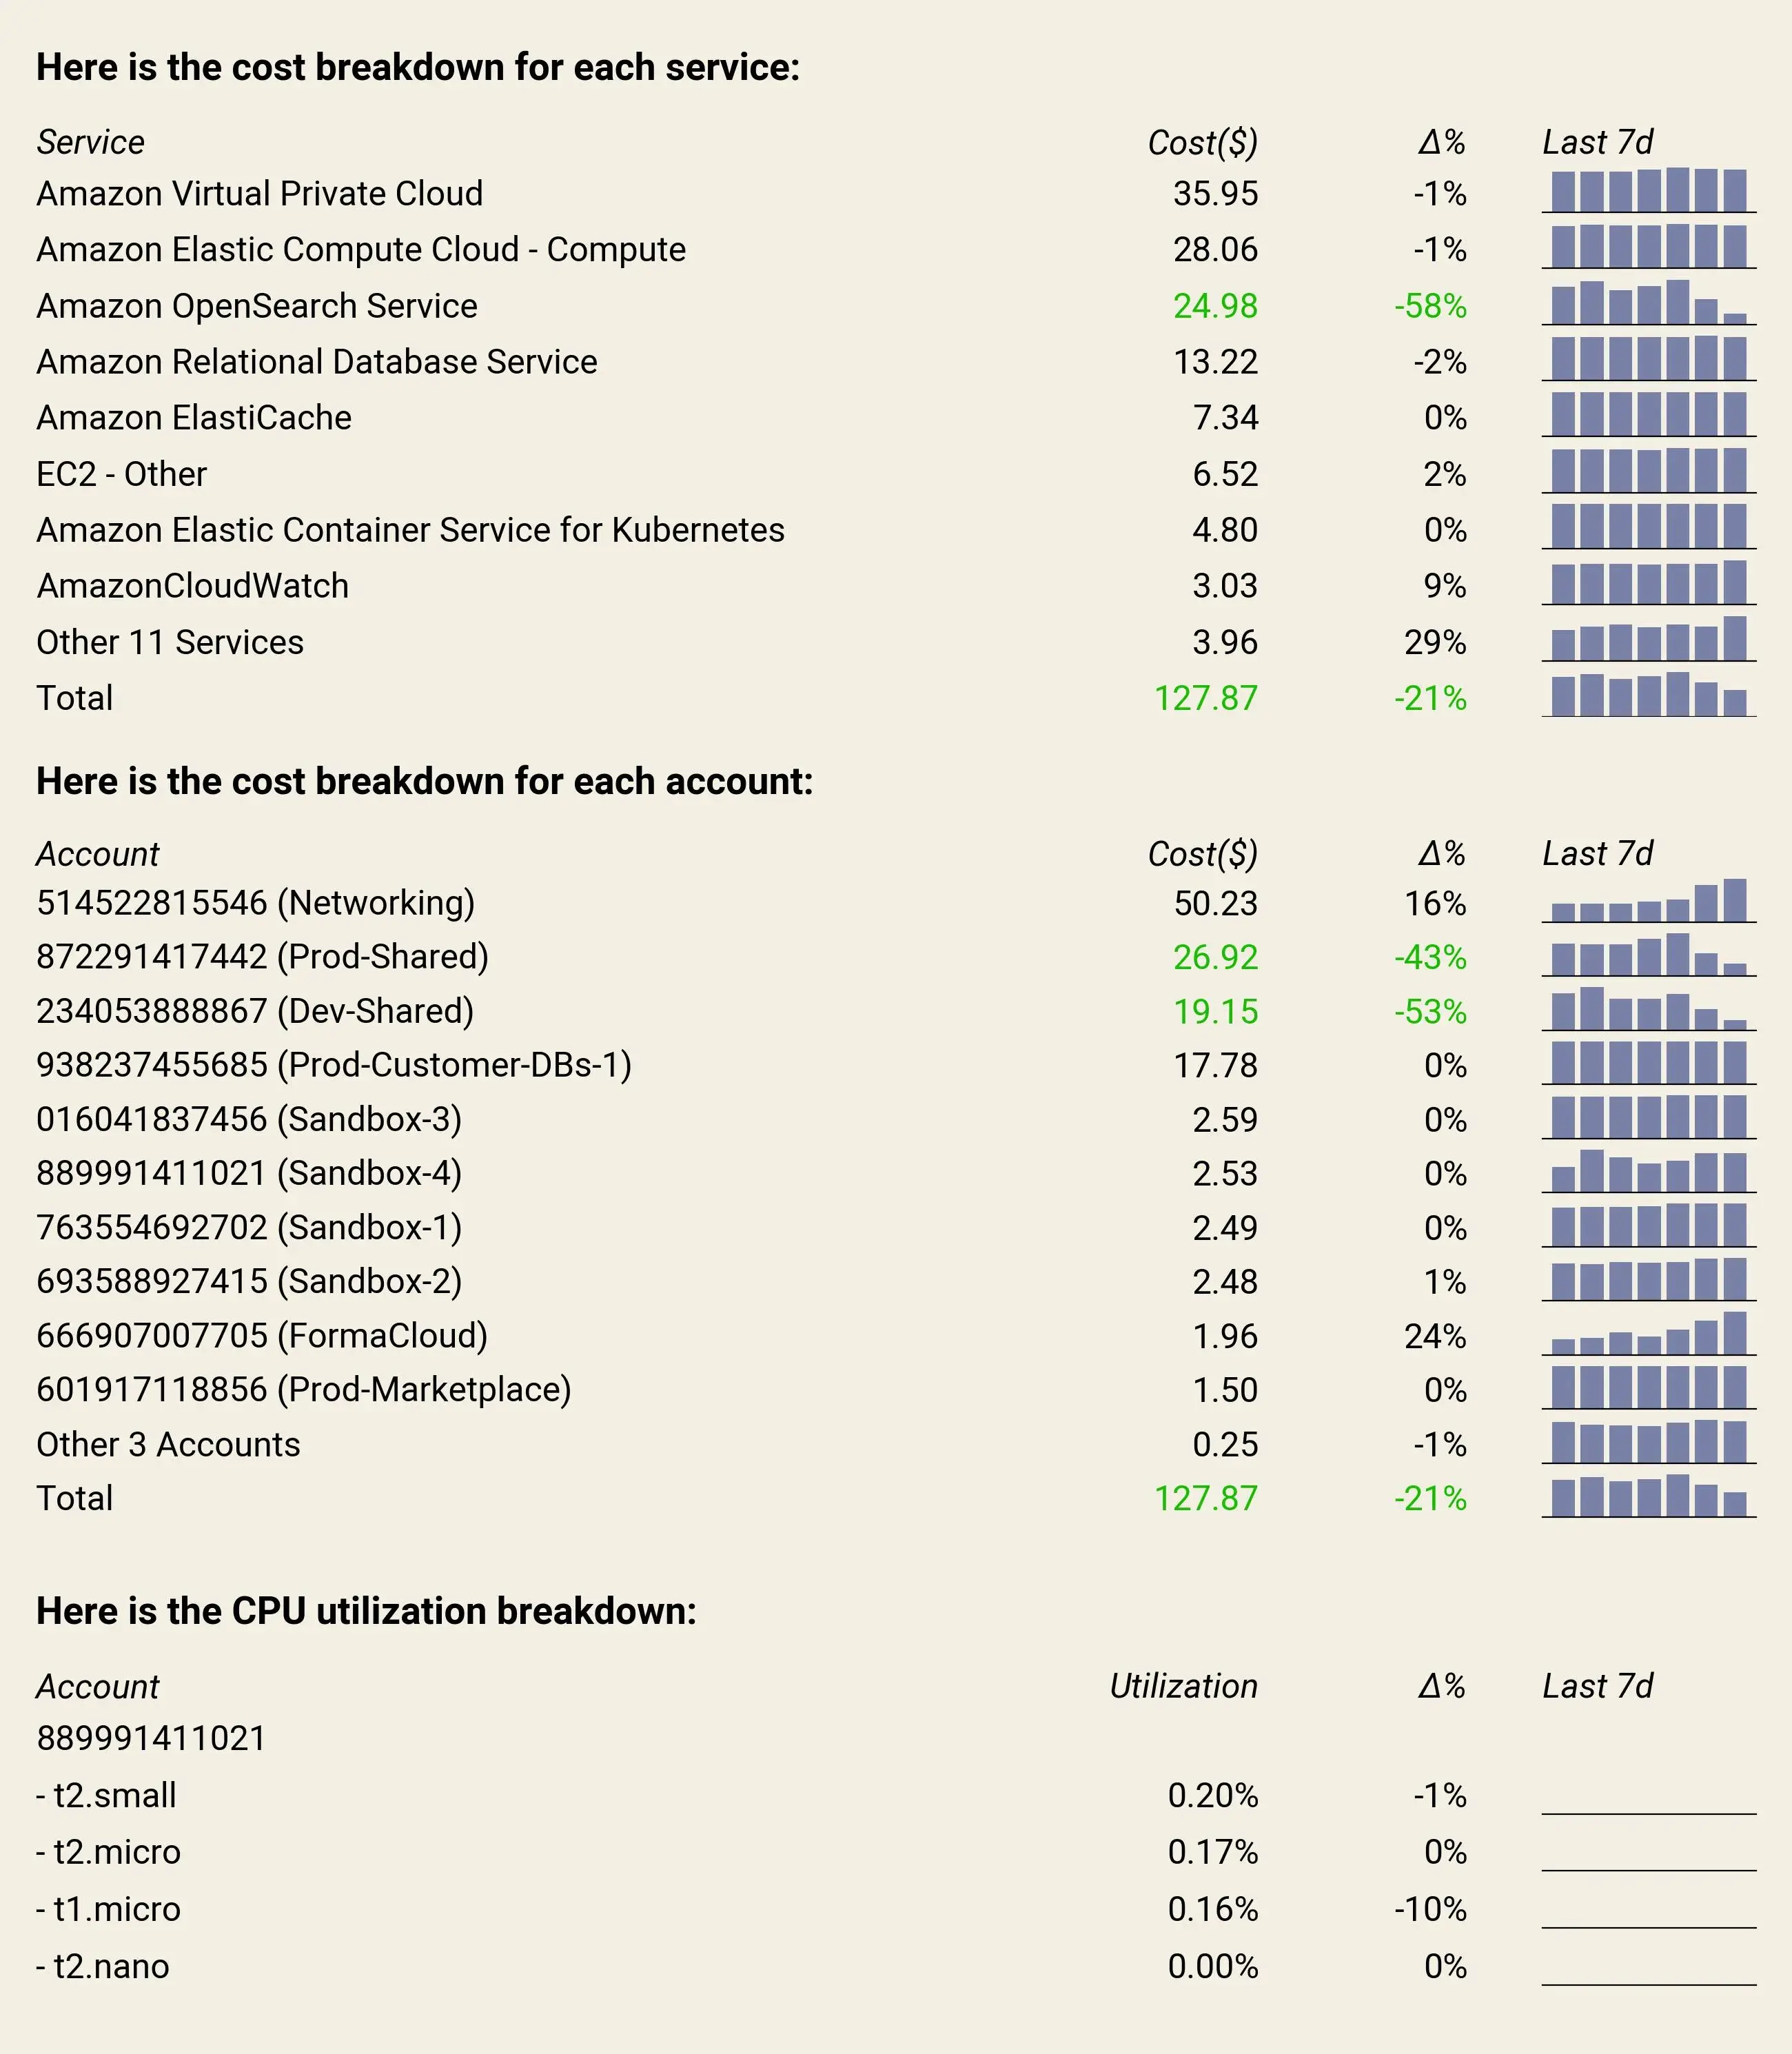 Here is the cost breakdown for each service:
Service Cost($) Δ% Last 7d
Amazon Virtual Private Cloud 35.95 -1%
Amazon Elastic Compute Cloud - Compute 28.06 -1%
Amazon OpenSearch Service 24.98 -58%
Amazon Relational Database Service 13.22 -2%
Amazon ElastiCache 7.34 0%
EC2 - Other 6.52 2%
Amazon Elastic Container Service for Kubernetes 4.80 0%
AmazonCloudWatch 3.03 9%
Other 11 Services 3.96 29%
Total 127.87 -21%
Here is the cost breakdown for each account:
Account Cost($) Δ% Last 7d
514522815546 (Networking) 50.23 16%
872291417442 (Prod-Shared) 26.92 -43%
234053888867 (Dev-Shared) 19.15 -53%
938237455685 (Prod-Customer-DBs-1) 17.78 0%
016041837456 (Sandbox-3) 2.59 0%
889991411021 (Sandbox-4) 2.53 0%
763554692702 (Sandbox-1) 2.49 0%
693588927415 (Sandbox-2) 2.48 1%
666907007705 (FormaCloud) 1.96 24%
601917118856 (Prod-Marketplace) 1.50 0%
Other 3 Accounts 0.25 -1%
Total 127.87 -21%
Here is the CPU utilization breakdown:
Account Utilization Δ% Last 7d
889991411021
- t2.small 0.20% -1%
- t2.micro 0.17% 0%
- t1.micro 0.16% -10%
- t2.nano 0.00% 0%